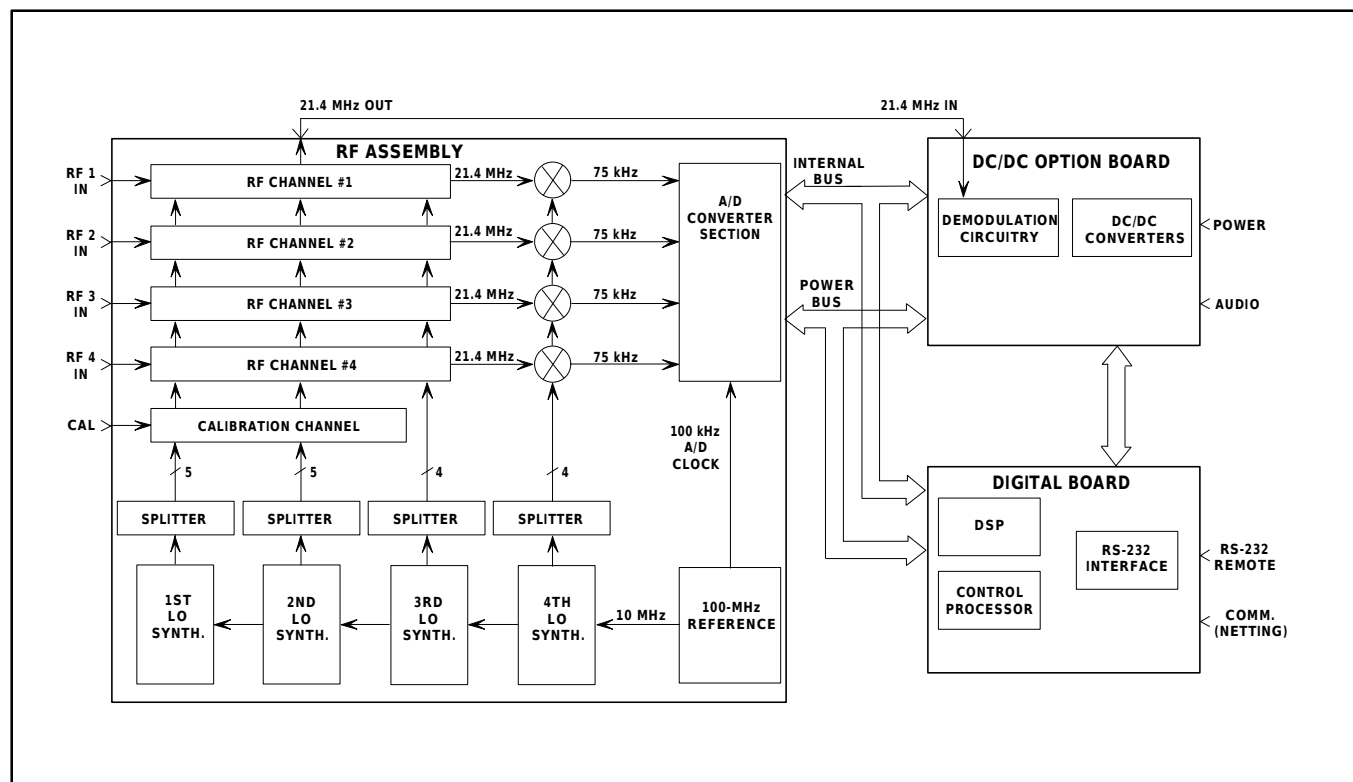 21.4 MHz OUT
21.4 MHz IN
RF ASSEMBLY
RF 1
IN
RF CHANNEL #1
21.4 MHz
75 kHz
RF 2
IN
RF CHANNEL #2
21.4 MHz
75 kHz
RF 3
IN
RF CHANNEL #3
21.4 MHz
75 kHz
RF 4
IN
RF CHANNEL #4
21.4 MHz
75 kHz
A/D
CONVERTER
SECTION
CAL
CALIBRATION CHANNEL
100 kHz
A/D
CLOCK
5
5
4
4
SPLITTER
SPLITTER
SPLITTER
SPLITTER
1ST
LO
SYNTH.
2ND
LO
SYNTH.
3RD
LO
SYNTH.
4TH
LO
SYNTH.
10 MHz
100-MHz
REFERENCE
INTERNAL
BUS
POWER
BUS
DC/DC OPTION BOARD
DEMODULATION
CIRCUITRY
DC/DC
CONVERTERS
POWER
AUDIO
DIGITAL BOARD
DSP
CONTROL
PROCESSOR
RS-232
INTERFACE
RS-232
REMOTE
COMM.
(NETTING)